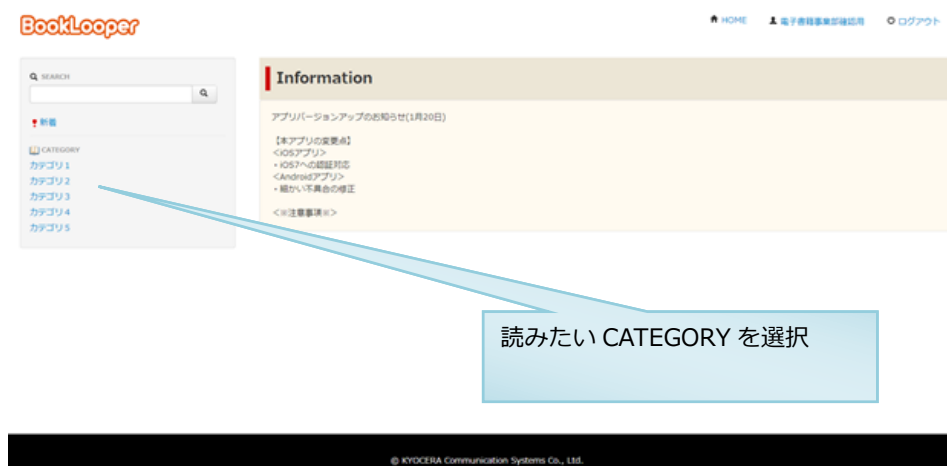 BookLooper
HOME
電子書籍事業部確認用
ログアウト
SEARCH
新着
CATEGORY
カテゴリ1
カテゴリ2
カテゴリ3
カテゴリ4
カテゴリ5
Information
アプリバージョンアップのお知らせ(1月20日)
【本アプリの変更点】
<iOSアプリ>
・iOS7への認証対応
<Androidアプリ>
・細かい不具合の修正
<※注意事項※>
読みたい CATEGORY を選択
© KYOCERA Communication Systems Co., Ltd.